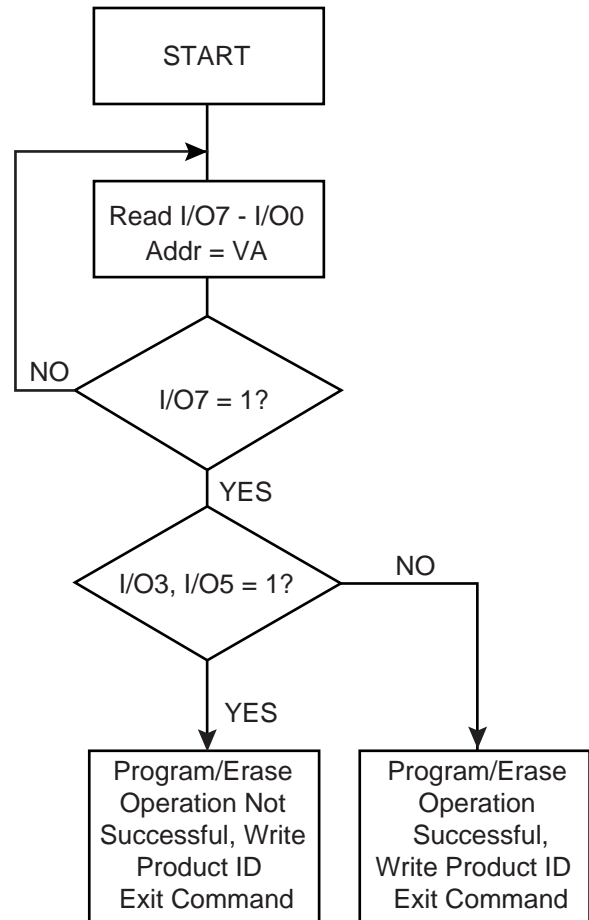 START
Read I/O7 - I/O0
Addr = VA
NO
I/O7 = 1?
YES
I/O3, I/O5 = 1?
NO
YES
Program/Erase
Operation Not
Successful, Write
Product ID
Exit Command
Program/Erase
Operation
Successful,
Write Product ID
Exit Command